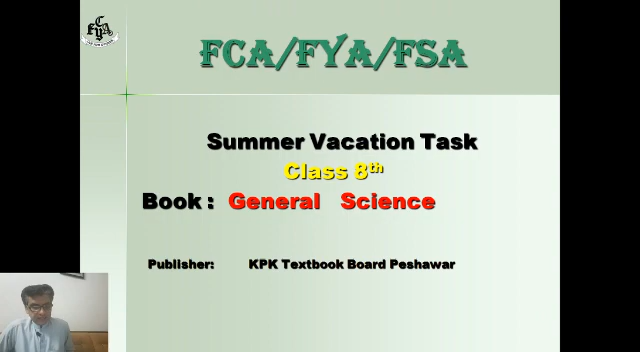 FCA/FYA/FSA
Summer Vacation Task
Class 8th
Book : General Science
Publisher: KPK Textbook Board Peshawar